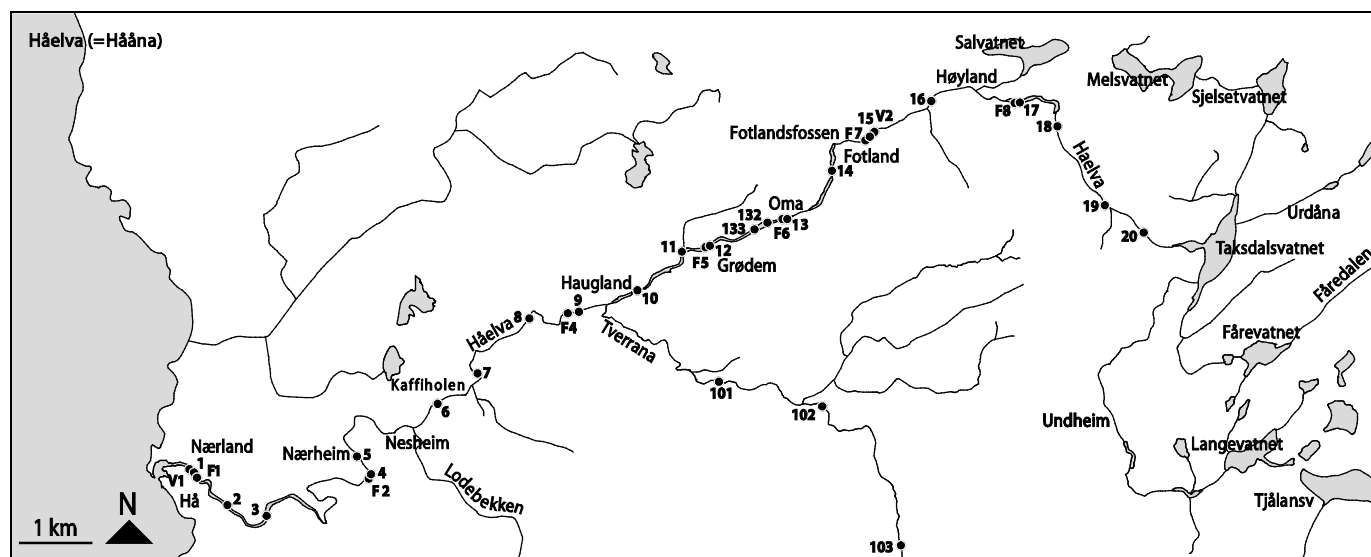 Håelva (=Hååna)
Salvatnet
Høyland
Melsvatnet
Sjelsetvatnet
16
F8
17
15
V2
F7
Fotlandsfossen
Fotland
18
Haelva
14
19
20
Urdåna
Taksdalsvatnet
Oma
132
133
F6
13
11
F5
12
Grødem
Fåredalen
Haugland
10
9
F4
8
Håelva
Tverrana
Fårevatnet
7
Kaffiholen
6
101
102
Undheim
Nesheim
Langevatnet
Nærland
Nærheim
5
4
F2
1
F1
V1
Hå
2
3
Lodebekken
Tjålansv
N
1 km
103